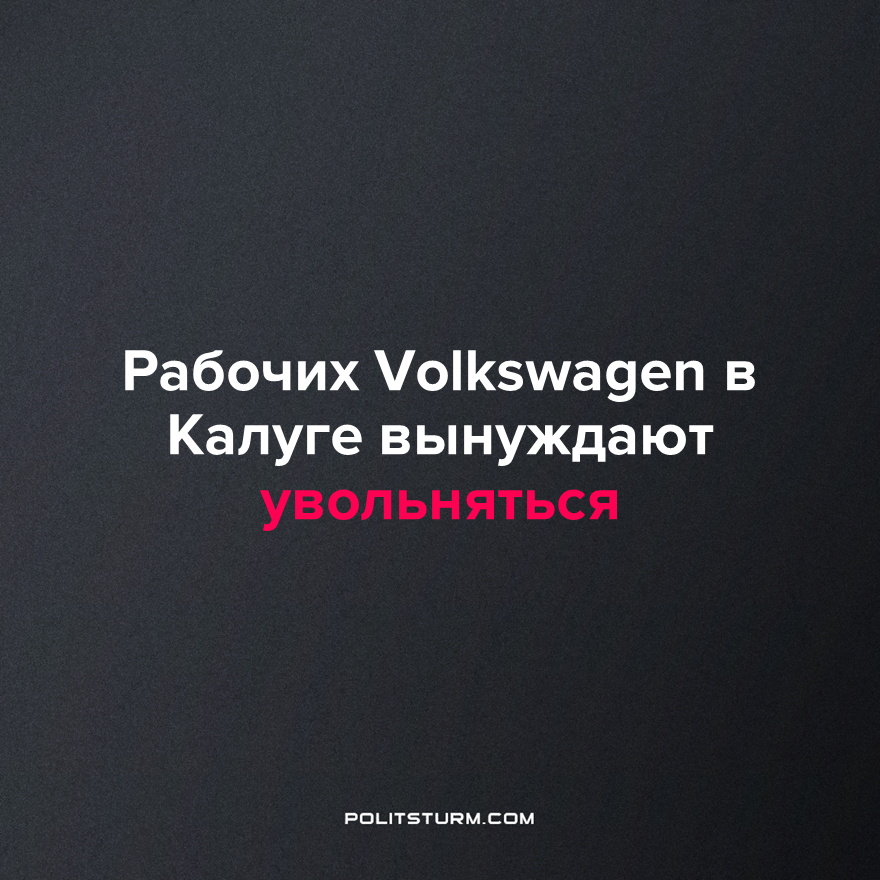 Рабочих Volkswagen в
Калуге вынуждают
увольняться
POLITSTURM.COM